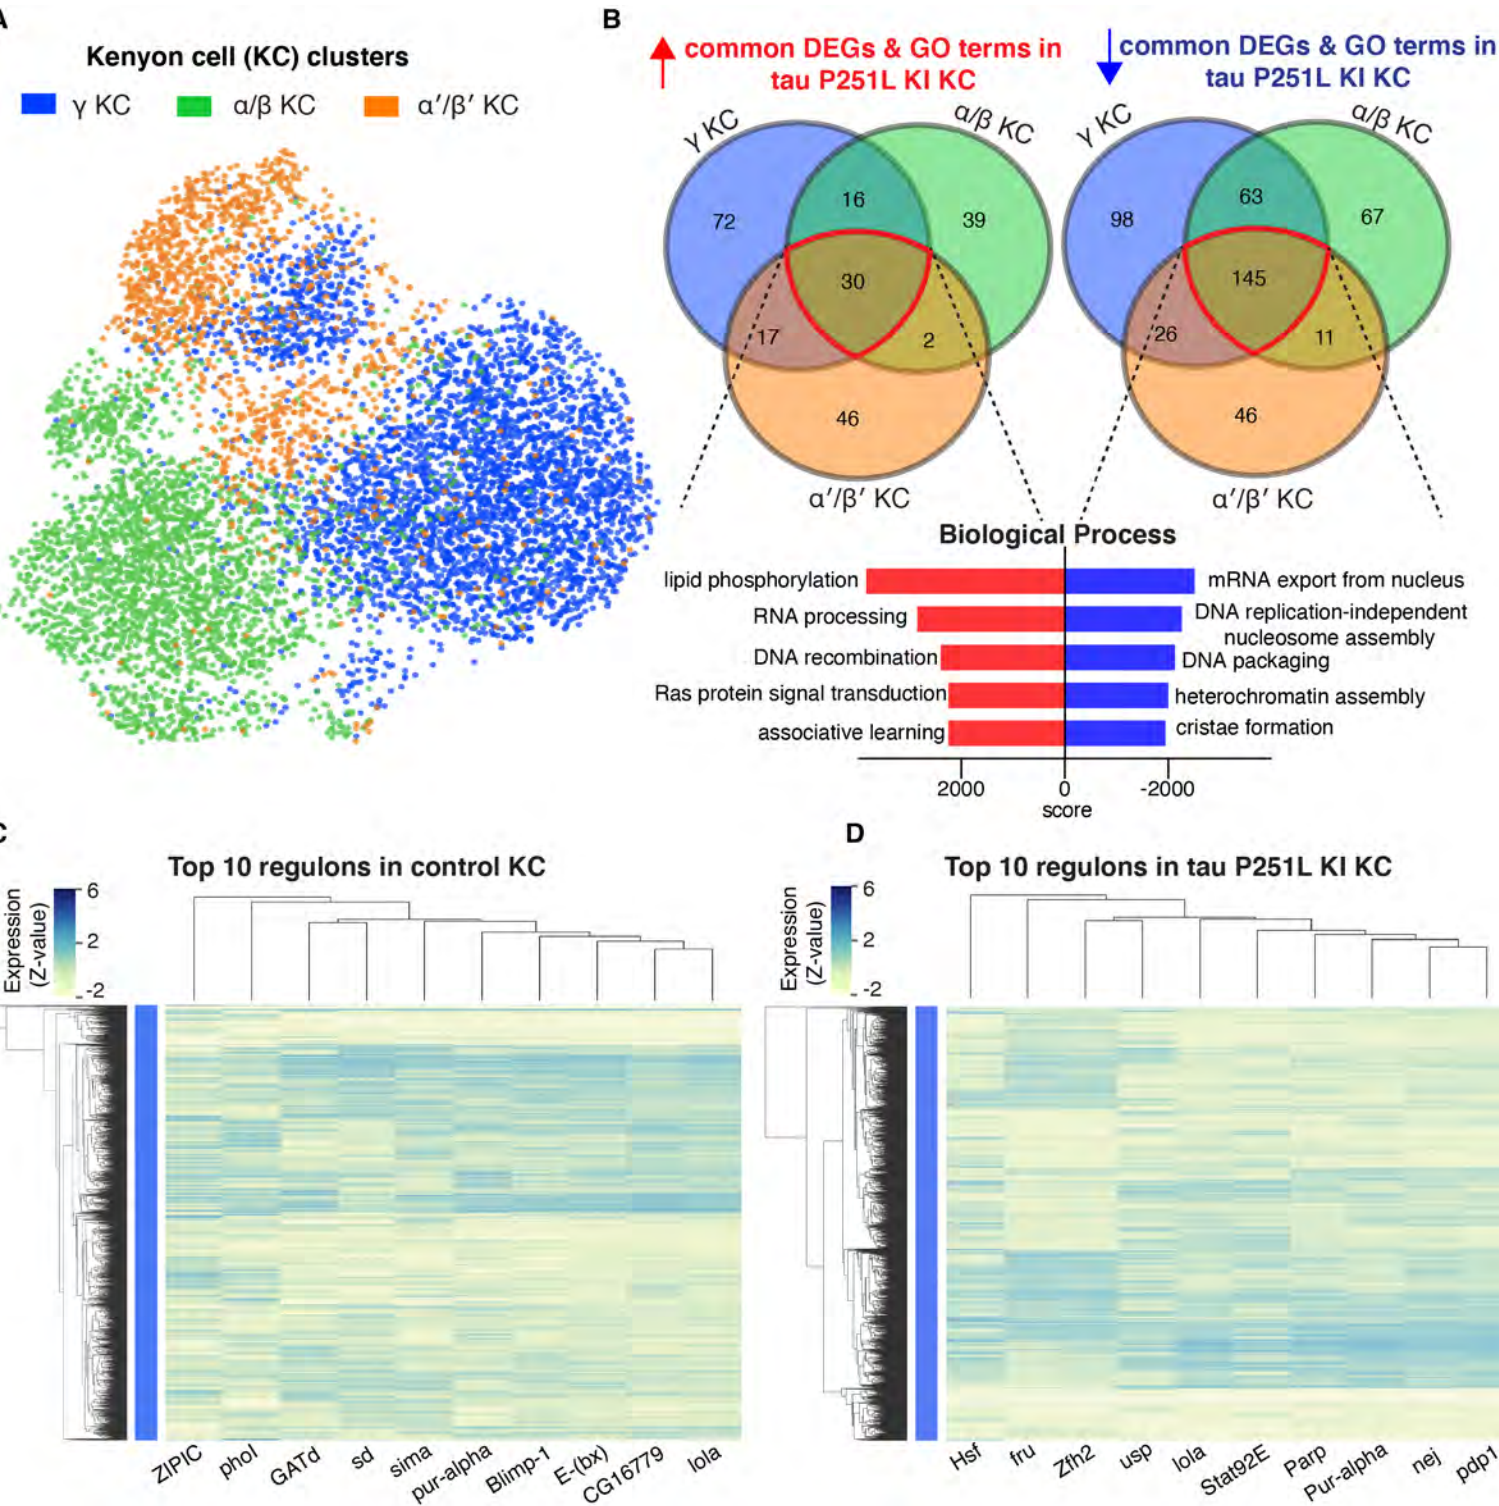 A
Kenyon cell (KC) clusters
γ KC
α/β KC
α′/β′ KC
B
common DEGs & GO terms in
tau P251L KI KC
common DEGs & GO terms in
tau P251L KI KC
γ KC
α/β KC
72
16
39
30
17
2
46
α′/β′ KC
γ KC
α/β KC
98
63
67
145
26
11
46
α′/β′ KC
Biological Process
lipid phosphorylation
mRNA export from nucleus
RNA processing
DNA replication-independent
nucleosome assembly
DNA recombination
DNA packaging
Ras protein signal transduction
heterochromatin assembly
associative learning
cristae formation
2000
0
-2000
score
C
Top 10 regulons in control KC
Expression
(Z-value)
6
2
-2
ZIPIC
phol
GATd
sd
sima
pur-alpha
Blimp-1
E-(bx)
CG16779
lola
D
Top 10 regulons in tau P251L KI KC
Expression
(Z-value)
6
2
-2
Hsf
fru
Zfh2
usp
lola
Stat92E
Parp
Pur-alpha
nej
pdp1